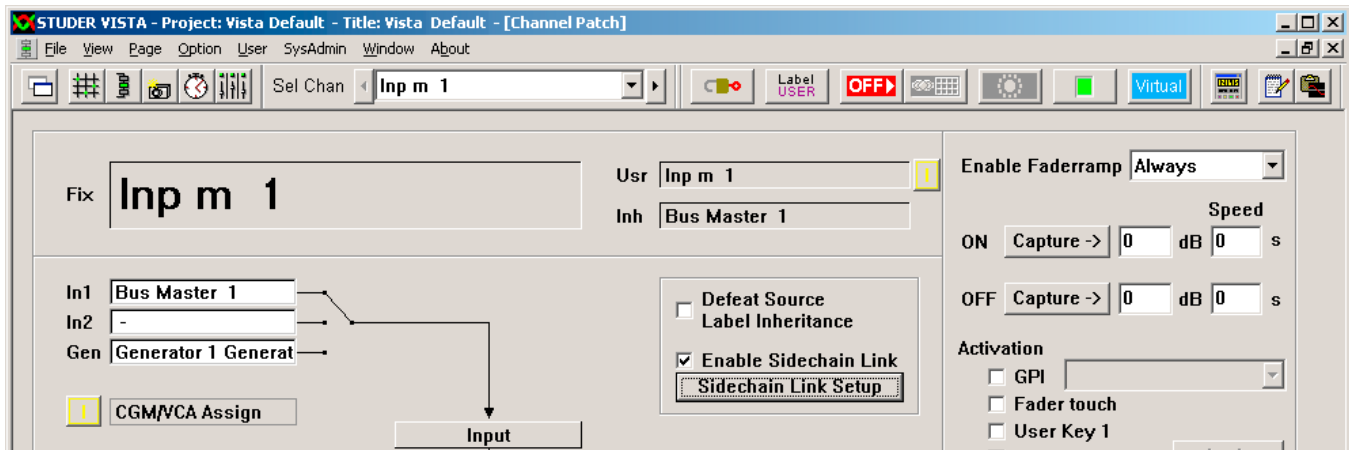 STUDER VISTA - Project: Vista Default - Title: Vista Default - [Channel Patch]
File View Page Option User SysAdmin Window About
Sel Chan Inp m 1 Label USER OFF Virtual
Fix Inp m 1
Usr Inp m 1
Inh Bus Master 1
Enable Faderramp Always
Speed
ON Capture -> 0 dB 0 s
OFF Capture -> 0 dB 0 s
In1 Bus Master 1
In2 -
Gen Generator 1 Generat
CGM/VCA Assign
Input
Defeat Source
Label Inheritance
Enable Sidechain Link
Sidechain Link Setup
Activation
GPI
Fader touch
User Key 1